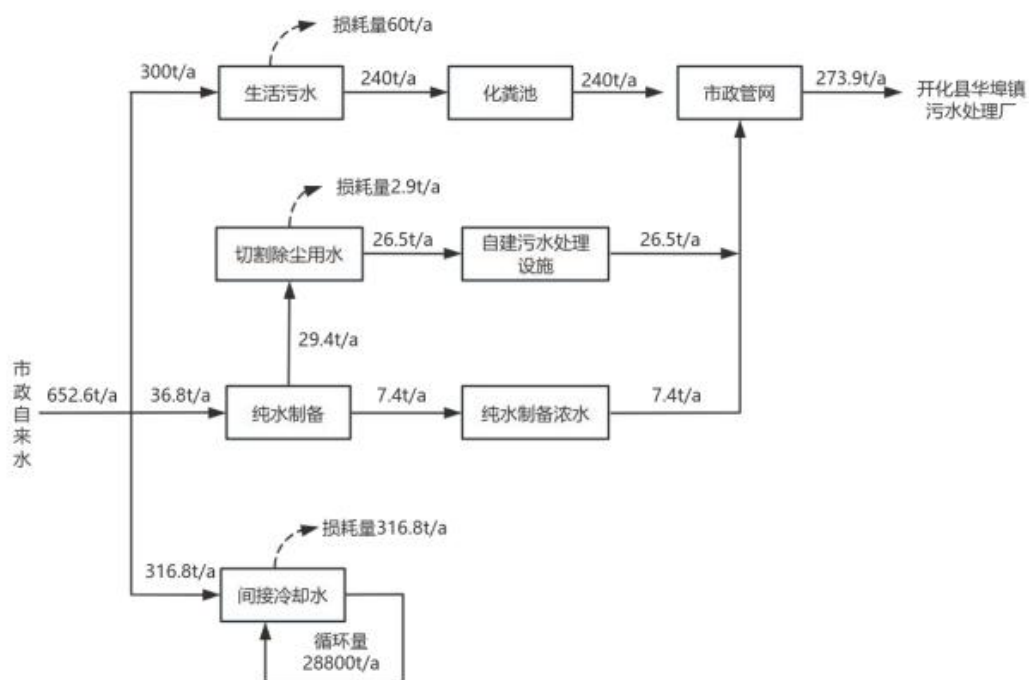 损耗量60t/a
300t/a
生活污水
240t/a
化粪池
240t/a
市政管网
273.9t/a
开化县华埠镇
污水处理厂
损耗量2.9t/a
切割除尘用水
26.5t/a
自建污水处理
设施
26.5t/a
29.4t/a
市政自来水
652.6t/a
36.8t/a
纯水制备
7.4t/a
纯水制备浓水
7.4t/a
损耗量316.8t/a
316.8t/a
间接冷却水
循环量
28800t/a